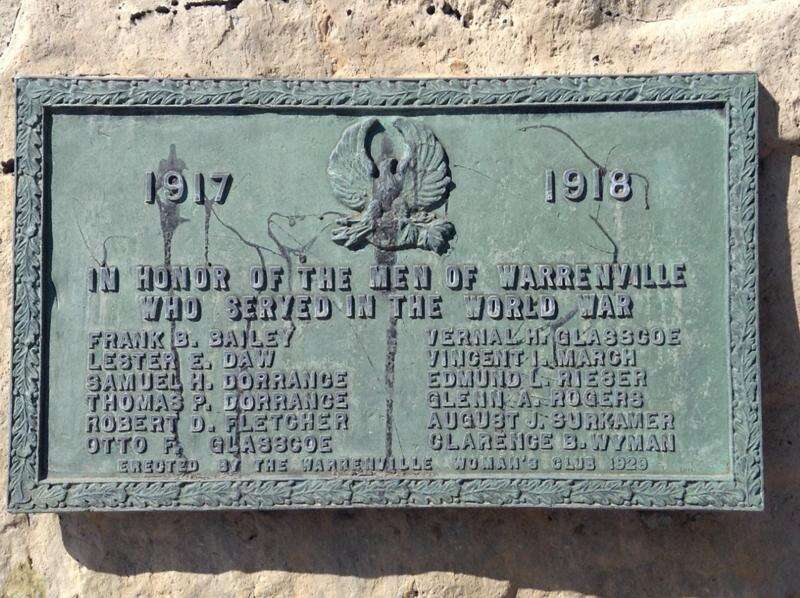 1917 1918
IN HONOR OF THE MEN OF WARRENVILLE
WHO SERVED IN THE WORLD WAR
FRANK B. BAILEY
LESTER E. DAW
SAMUEL H. DORRANCE
THOMAS P. DORRANCE
ROBERT D. FLETCHER
OTTO F. GLASSCOE
VERNAL H. GLASSCOE
VINCENT I. MARCH
EDMUND L. RIESER
GLENN A. ROGERS
AUGUST J. SURKAMER
CLARENCE B. WYMAN
ERECTED BY THE WARRENVILLE WOMAN'S CLUB 1929